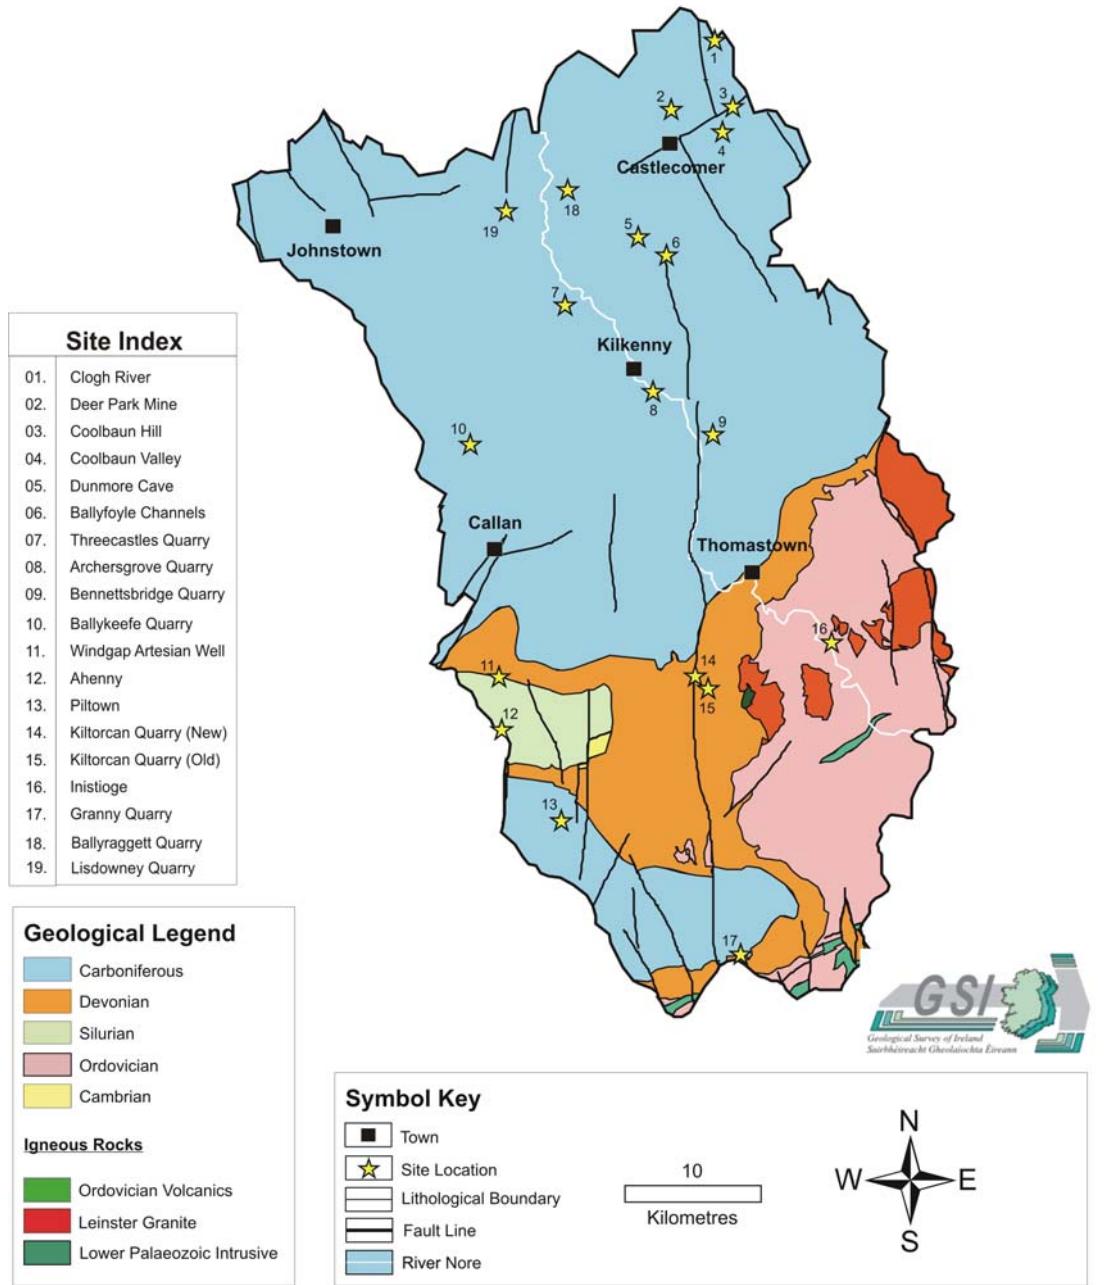 1
2
3
4
Castlecomer
18
19
Johnstown
5
6
7
Kilkenny
8
9
10
Callan
Thomastown
16
11
14
15
12
13
17
Site Index
01. Clogh River
02. Deer Park Mine
03. Coolbaun Hill
04. Coolbaun Valley
05. Dunmore Cave
06. Ballyfoyle Channels
07. Threecastles Quarry
08. Archersgrove Quarry
09. Bennettsbridge Quarry
10. Ballykeefe Quarry
11. Windgap Artesian Well
12. Ahenny
13. Piltown
14. Kiltorcan Quarry (New)
15. Kiltorcan Quarry (Old)
16. Inistioge
17. Granny Quarry
18. Ballyraggett Quarry
19. Lisdowney Quarry
Geological Legend
Carboniferous
Devonian
Silurian
Ordovician
Cambrian
Igneous Rocks
Ordovician Volcanics
Leinster Granite
Lower Palaeozoic Intrusive
GSI
Geological Survey of Ireland
Suirbhéireacht Gheolaíochta Éireann
Symbol Key
Town
Site Location
Lithological Boundary
Fault Line
River Nore
10
Kilometres
N
W E
S